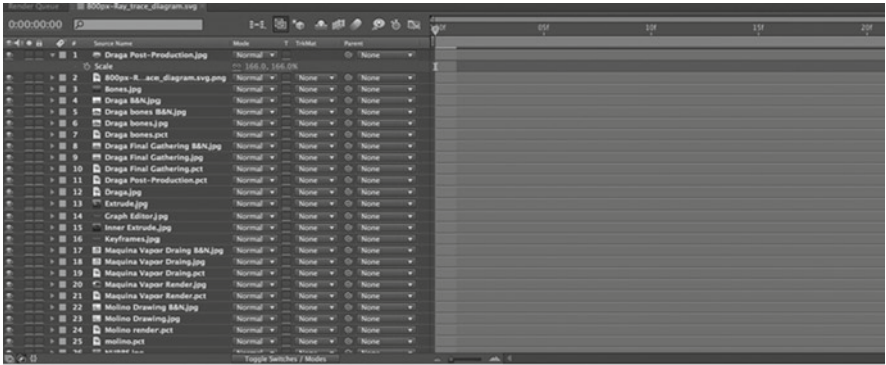 Render Queue 800px-Ray_trace_diagram.svg
0:00:00:00
05f 10f 15f 20f
# Source Name Mode T TrkMat Parent
1 Draga Post-Production.jpg Normal None
Scale 166.0, 166.0%
2 800px-R...ace_diagram.svg.png Normal None None
3 Bones.jpg Normal None None
4 Draga B&N.jpg Normal None None
5 Draga bones B&N.jpg Normal None None
6 Draga bones.jpg Normal None None
7 Draga bones.pct Normal None None
8 Draga Final Gathering B&N.jpg Normal None None
9 Draga Final Gathering.jpg Normal None None
10 Draga Final Gathering.pct Normal None None
11 Draga Post-Production.pct Normal None None
12 Draga.jpg Normal None None
13 Extrude.jpg Normal None None
14 Graph Editor.jpg Normal None None
15 Inner Extrude.jpg Normal None None
16 Keyframes.jpg Normal None None
17 Maquina Vapor Draing B&N.jpg Normal None None
18 Maquina Vapor Draing.jpg Normal None None
19 Maquina Vapor Draing.pct Normal None None
20 Maquina Vapor Render.jpg Normal None None
21 Maquina Vapor Render.pct Normal None None
22 Molino Drawing B&N.jpg Normal None None
23 Molino Drawing.jpg Normal None None
24 Molino render.pct Normal None None
25 molino.pct Normal None None
Toggle Switches / Modes